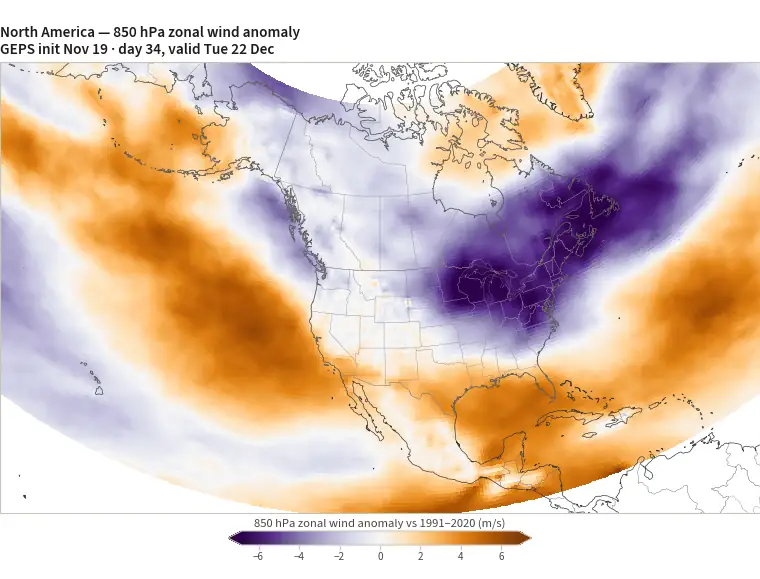 North America — 850 hPa zonal wind anomaly
GEPS init Nov 19 · day 34, valid Tue 22 Dec
850 hPa zonal wind anomaly vs 1991–2020 (m/s)
−6 −4 −2 0 2 4 6